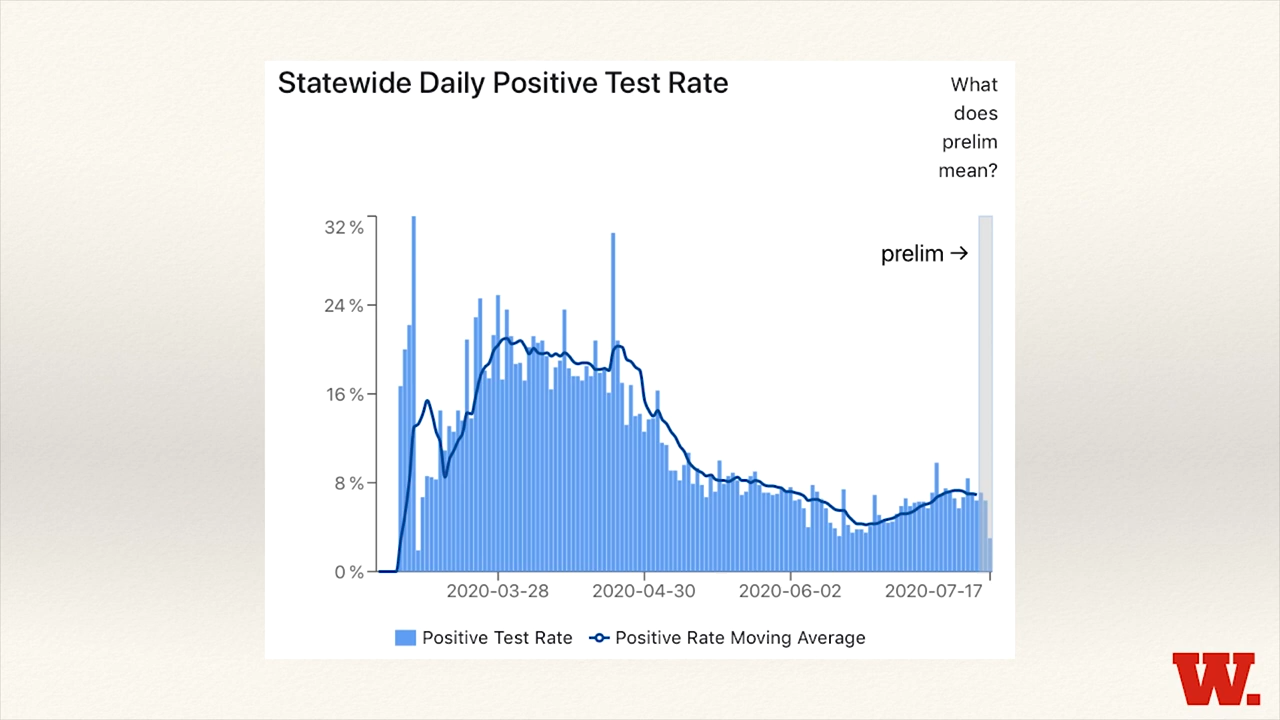 Statewide Daily Positive Test Rate
What
does
prelim
mean?
32 %
prelim →
24 %
16 %
8 %
0 %
2020-03-28 2020-04-30 2020-06-02 2020-07-17
Positive Test Rate Positive Rate Moving Average
W.